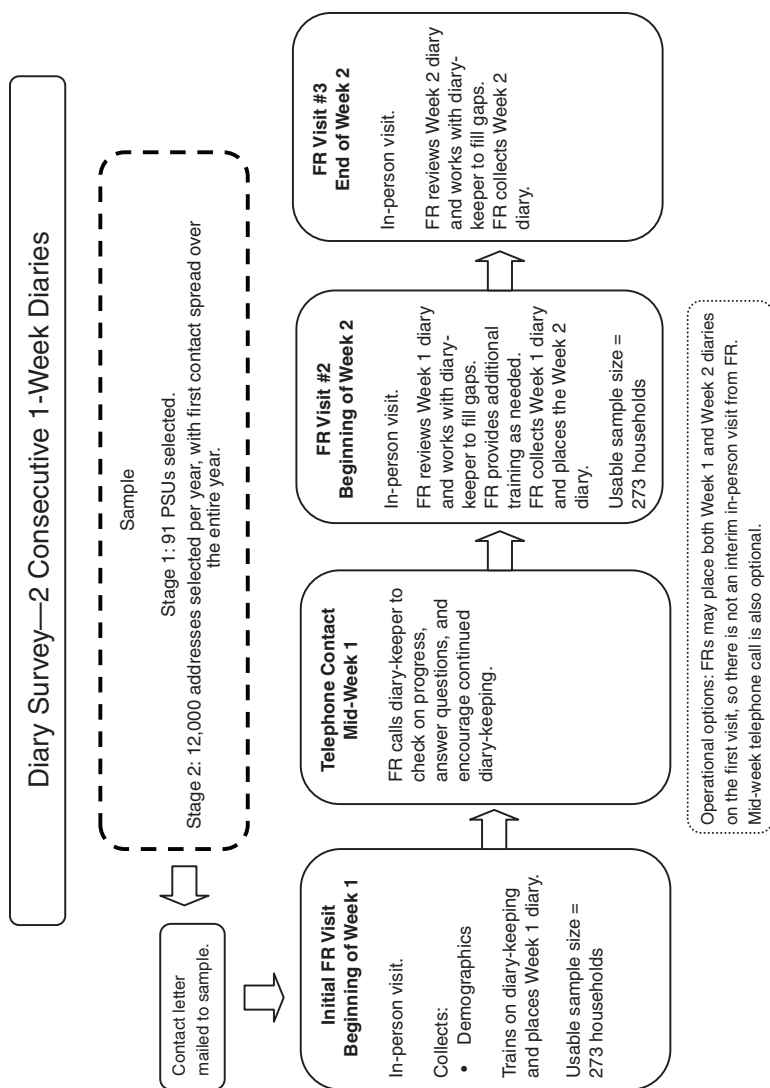 Diary Survey—2 Consecutive 1-Week Diaries
Sample
Stage 1: 91 PSUs selected.
Stage 2: 12,000 addresses selected per year, with first contact spread over
the entire year.
Contact letter
mailed to sample.
Initial FR Visit
Beginning of Week 1
In-person visit.
Collects:
• Demographics
Trains on diary-keeping
and places Week 1 diary.
Usable sample size =
273 households
Telephone Contact
Mid-Week 1
FR calls diary-keeper to
check on progress,
answer questions, and
encourage continued
diary-keeping.
FR Visit #2
Beginning of Week 2
In-person visit.
FR reviews Week 1 diary
and works with diary-
keeper to fill gaps.
FR provides additional
training as needed.
FR collects Week 1 diary
and places the Week 2
diary.
Usable sample size =
273 households
FR Visit #3
End of Week 2
In-person visit.
FR reviews Week 2 diary
and works with diary-
keeper to fill gaps.
FR collects Week 2
diary.
Operational options: FRs may place both Week 1 and Week 2 diaries
on the first visit, so there is not an interim in-person visit from FR.
Mid-week telephone call is also optional.